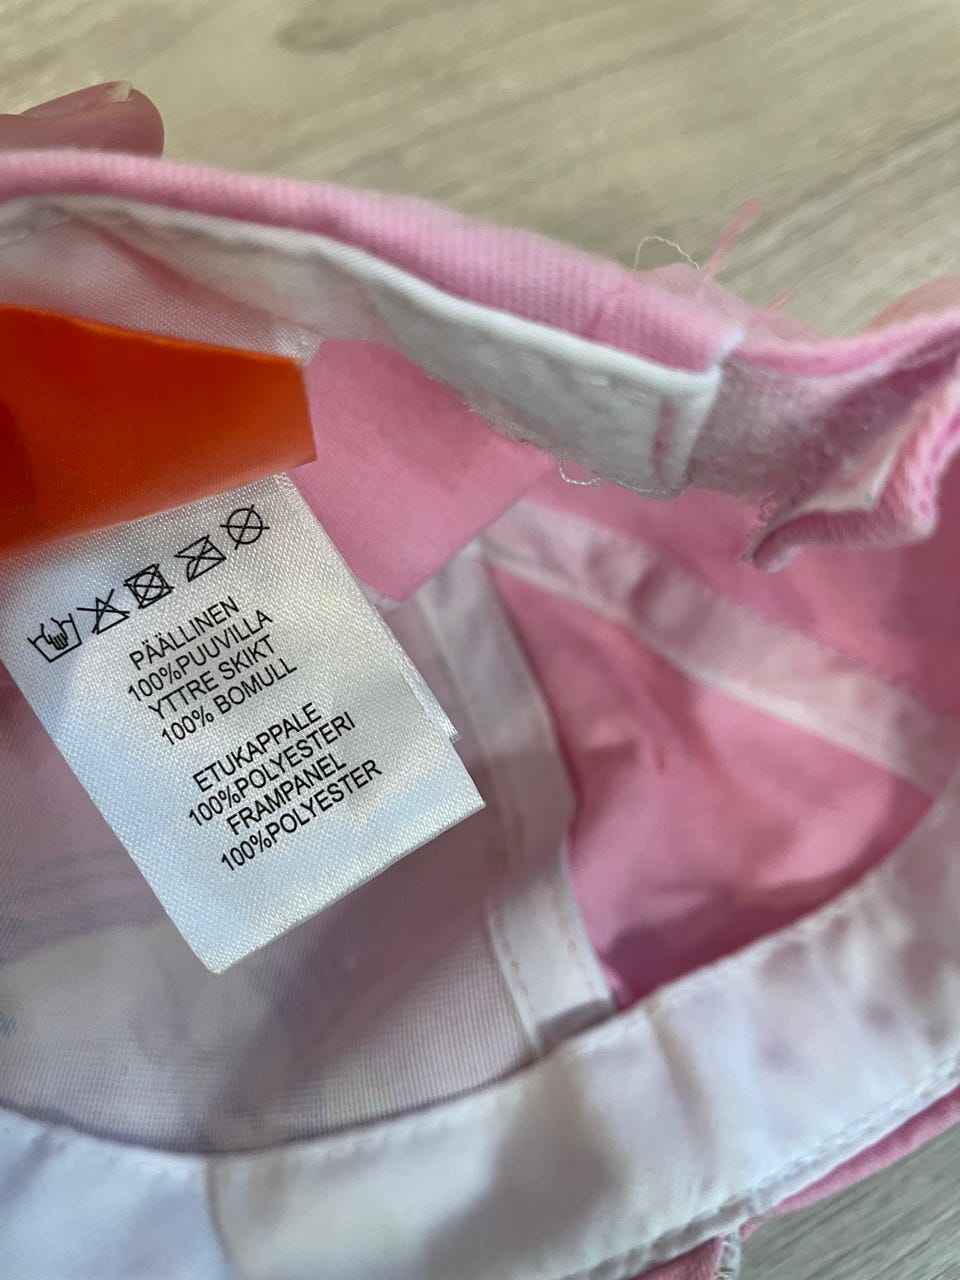 PÄÄLLINEN
100%PUUVILLA
YTTRE SKIKT
100% BOMULL
ETUKAPPALE
100%POLYESTERI
FRAMPANEL
100%POLYESTER